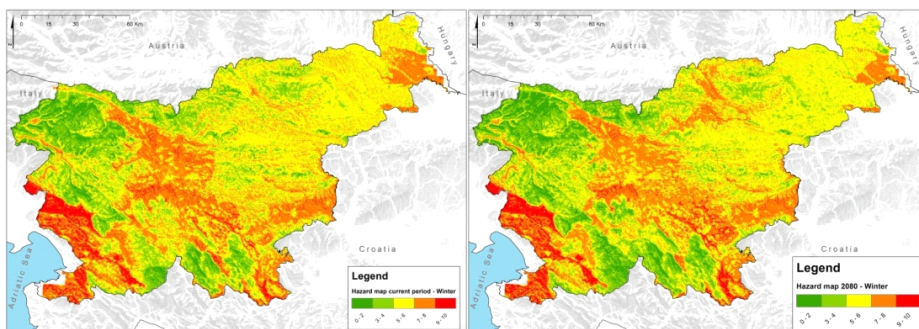 0 15 30 60 Km
Austria
Hungary
Italy
Croatia
Adriatic Sea
Legend
Hazard map current period - Winter
0 - 2 3 - 4 5 - 6 7 - 8 9 - 10
0 15 30 60 Km
Austria
Hungary
Italy
Croatia
Adriatic Sea
Legend
Hazard map 2080 - Winter
0 - 2 3 - 4 5 - 6 7 - 8 9 - 10